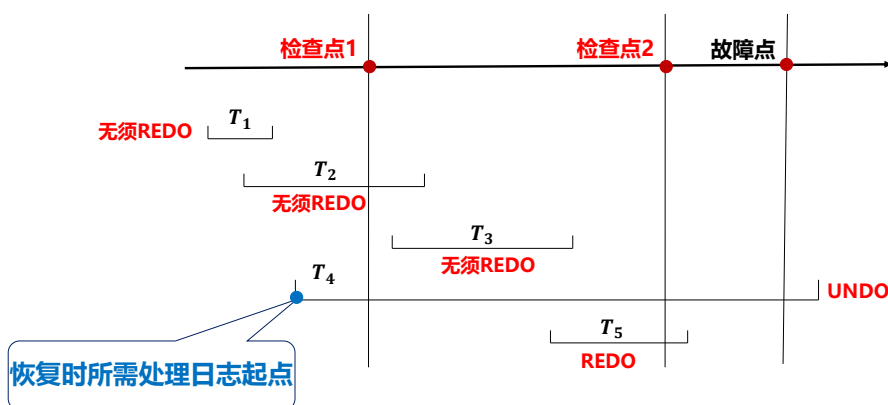 检查点1
检查点2
故障点
无须REDO
T₁
T₂
无须REDO
T₃
无须REDO
T₄
UNDO
T₅
REDO
恢复时所需处理日志起点